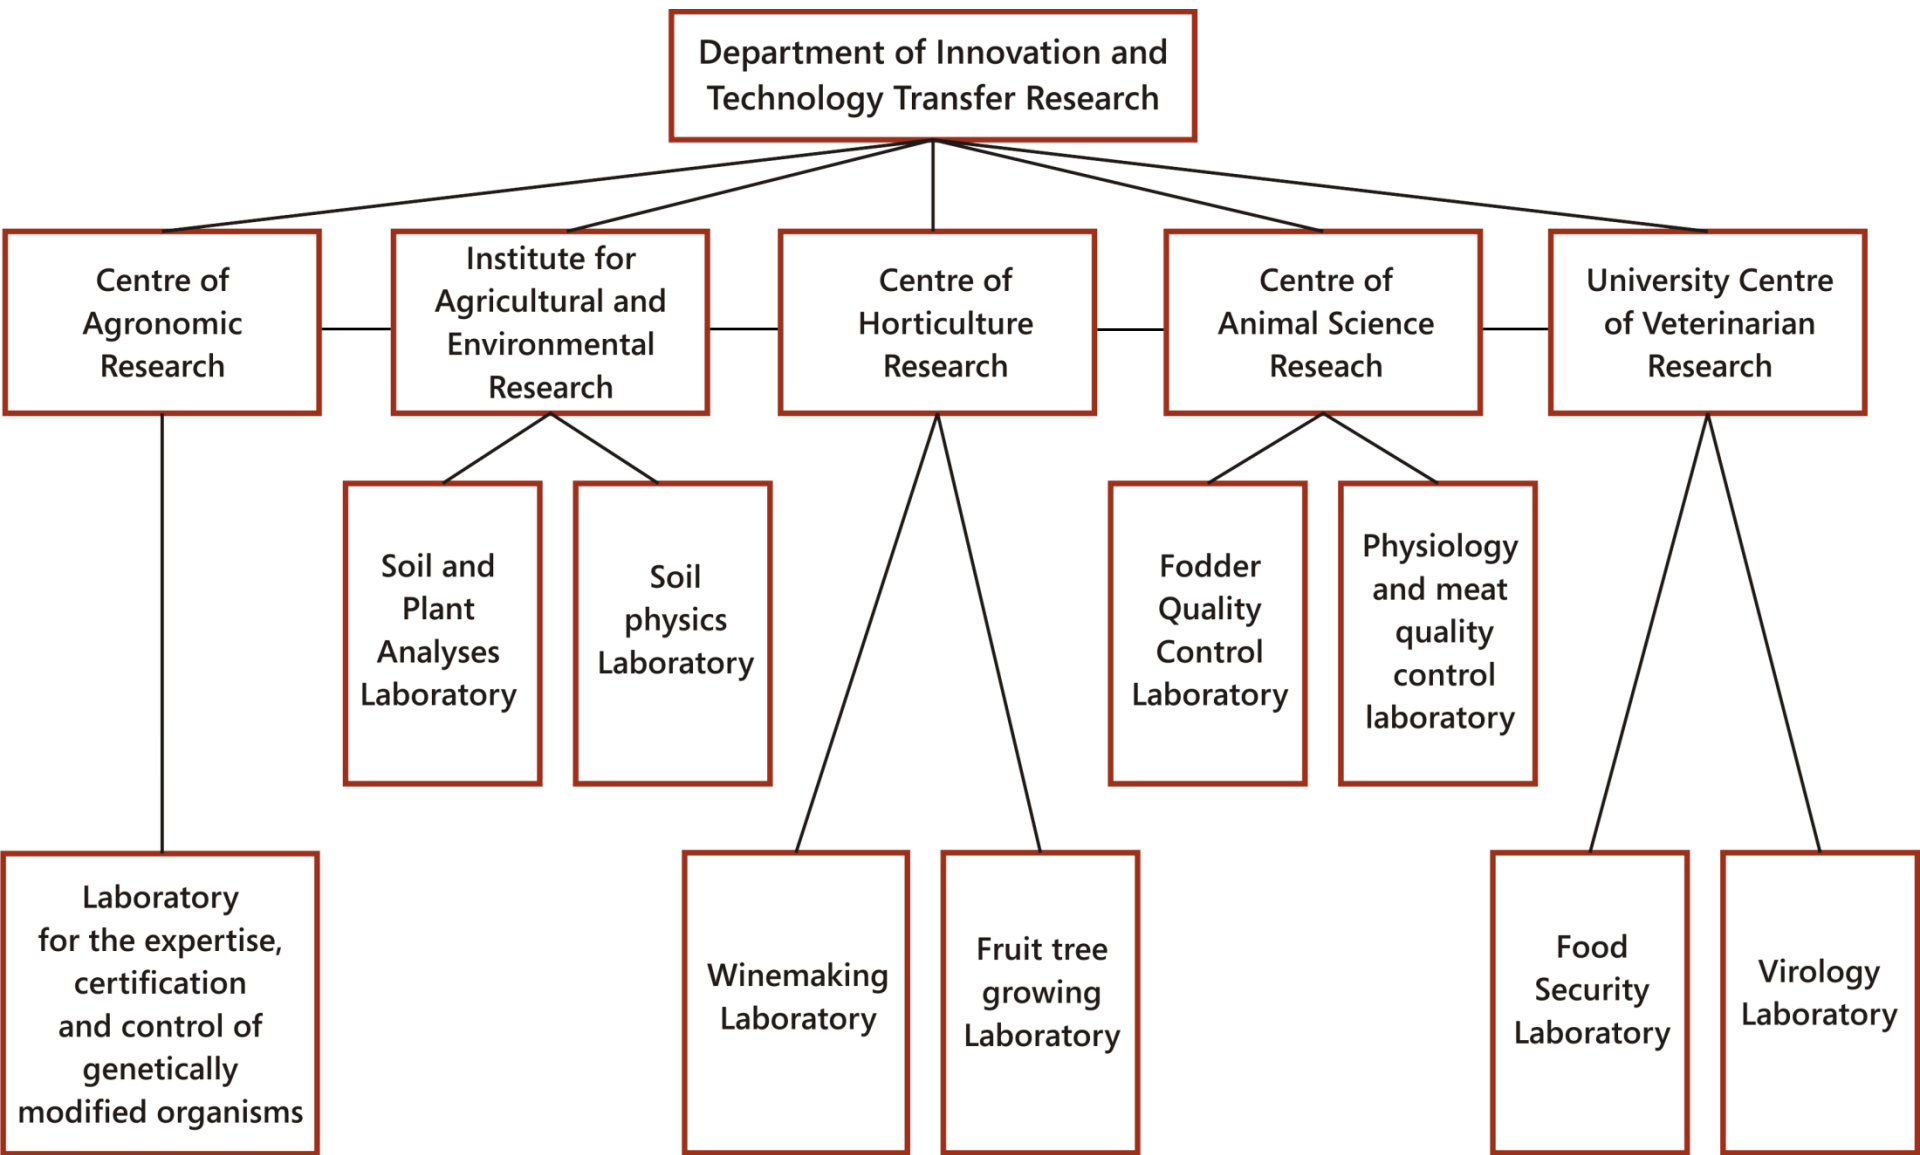 Department of Innovation and
Technology Transfer Research
Centre of
Agronomic
Research
Institute for
Agricultural and
Environmental
Research
Centre of
Horticulture
Research
Centre of
Animal Science
Reseach
University Centre
of Veterinarian
Research
Soil and
Plant
Analyses
Laboratory
Soil
physics
Laboratory
Fodder
Quality
Control
Laboratory
Physiology
and meat
quality
control
laboratory
Laboratory
for the expertise,
certification
and control of
genetically
modified organisms
Winemaking
Laboratory
Fruit tree
growing
Laboratory
Food
Security
Laboratory
Virology
Laboratory